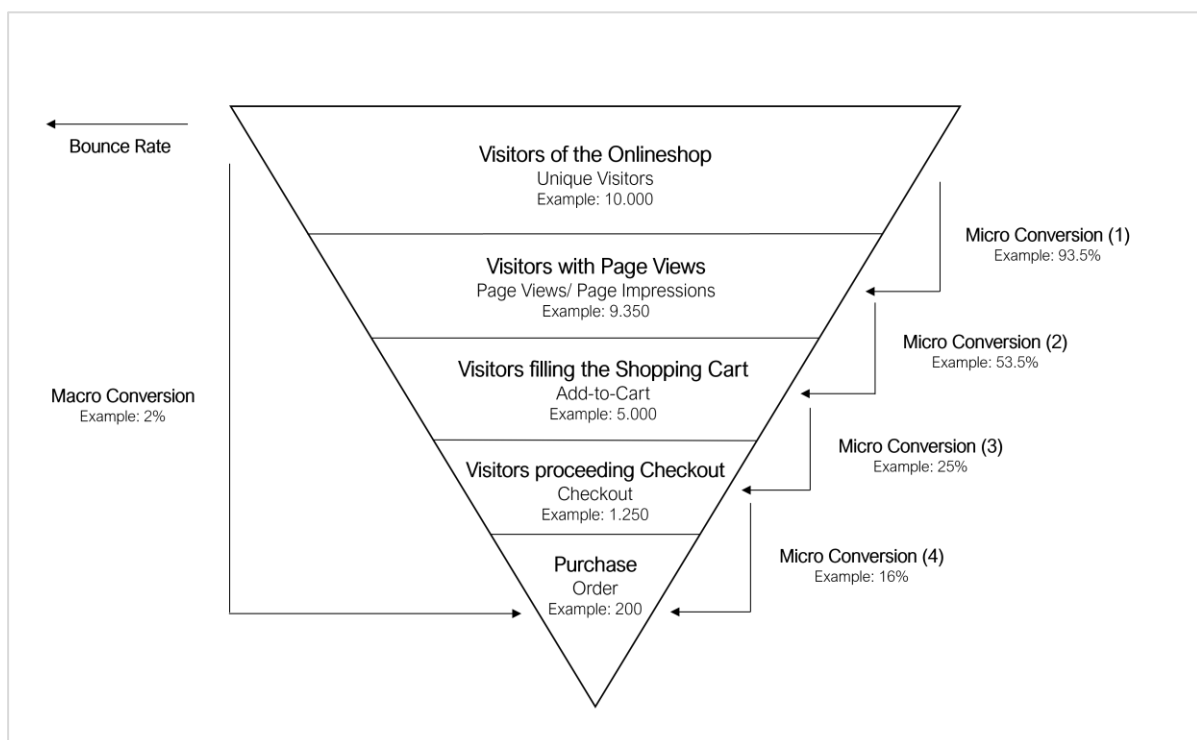 Bounce Rate
Visitors of the Onlineshop
Unique Visitors
Example: 10.000
Micro Conversion (1)
Example: 93.5%
Visitors with Page Views
Page Views/ Page Impressions
Example: 9.350
Micro Conversion (2)
Example: 53.5%
Visitors filling the Shopping Cart
Add-to-Cart
Example: 5.000
Macro Conversion
Example: 2%
Micro Conversion (3)
Example: 25%
Visitors proceeding Checkout
Checkout
Example: 1.250
Micro Conversion (4)
Example: 16%
Purchase
Order
Example: 200